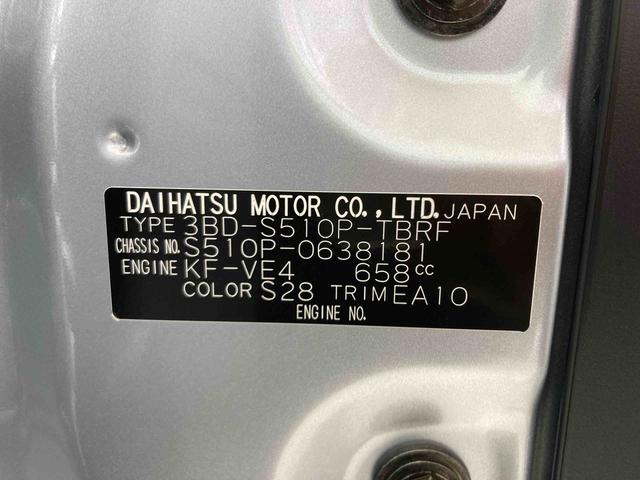 DAIHATSU MOTOR CO.,LTD. JAPAN
TYPE 3BD-S510P-TBRF
CHASSIS NO. S510P-0638181
ENGINE KF-VE4 658cc
COLOR S28 TRIM EA10
ENGINE NO.